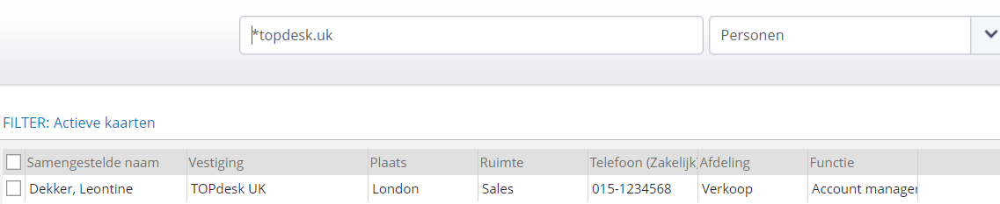 *topdesk.uk Personen
FILTER: Actieve kaarten
Samengestelde naam Vestiging Plaats Ruimte Telefoon (Zakelijk) Afdeling Functie
Dekker, Leontine TOPdesk UK London Sales 015-1234568 Verkoop Account manager